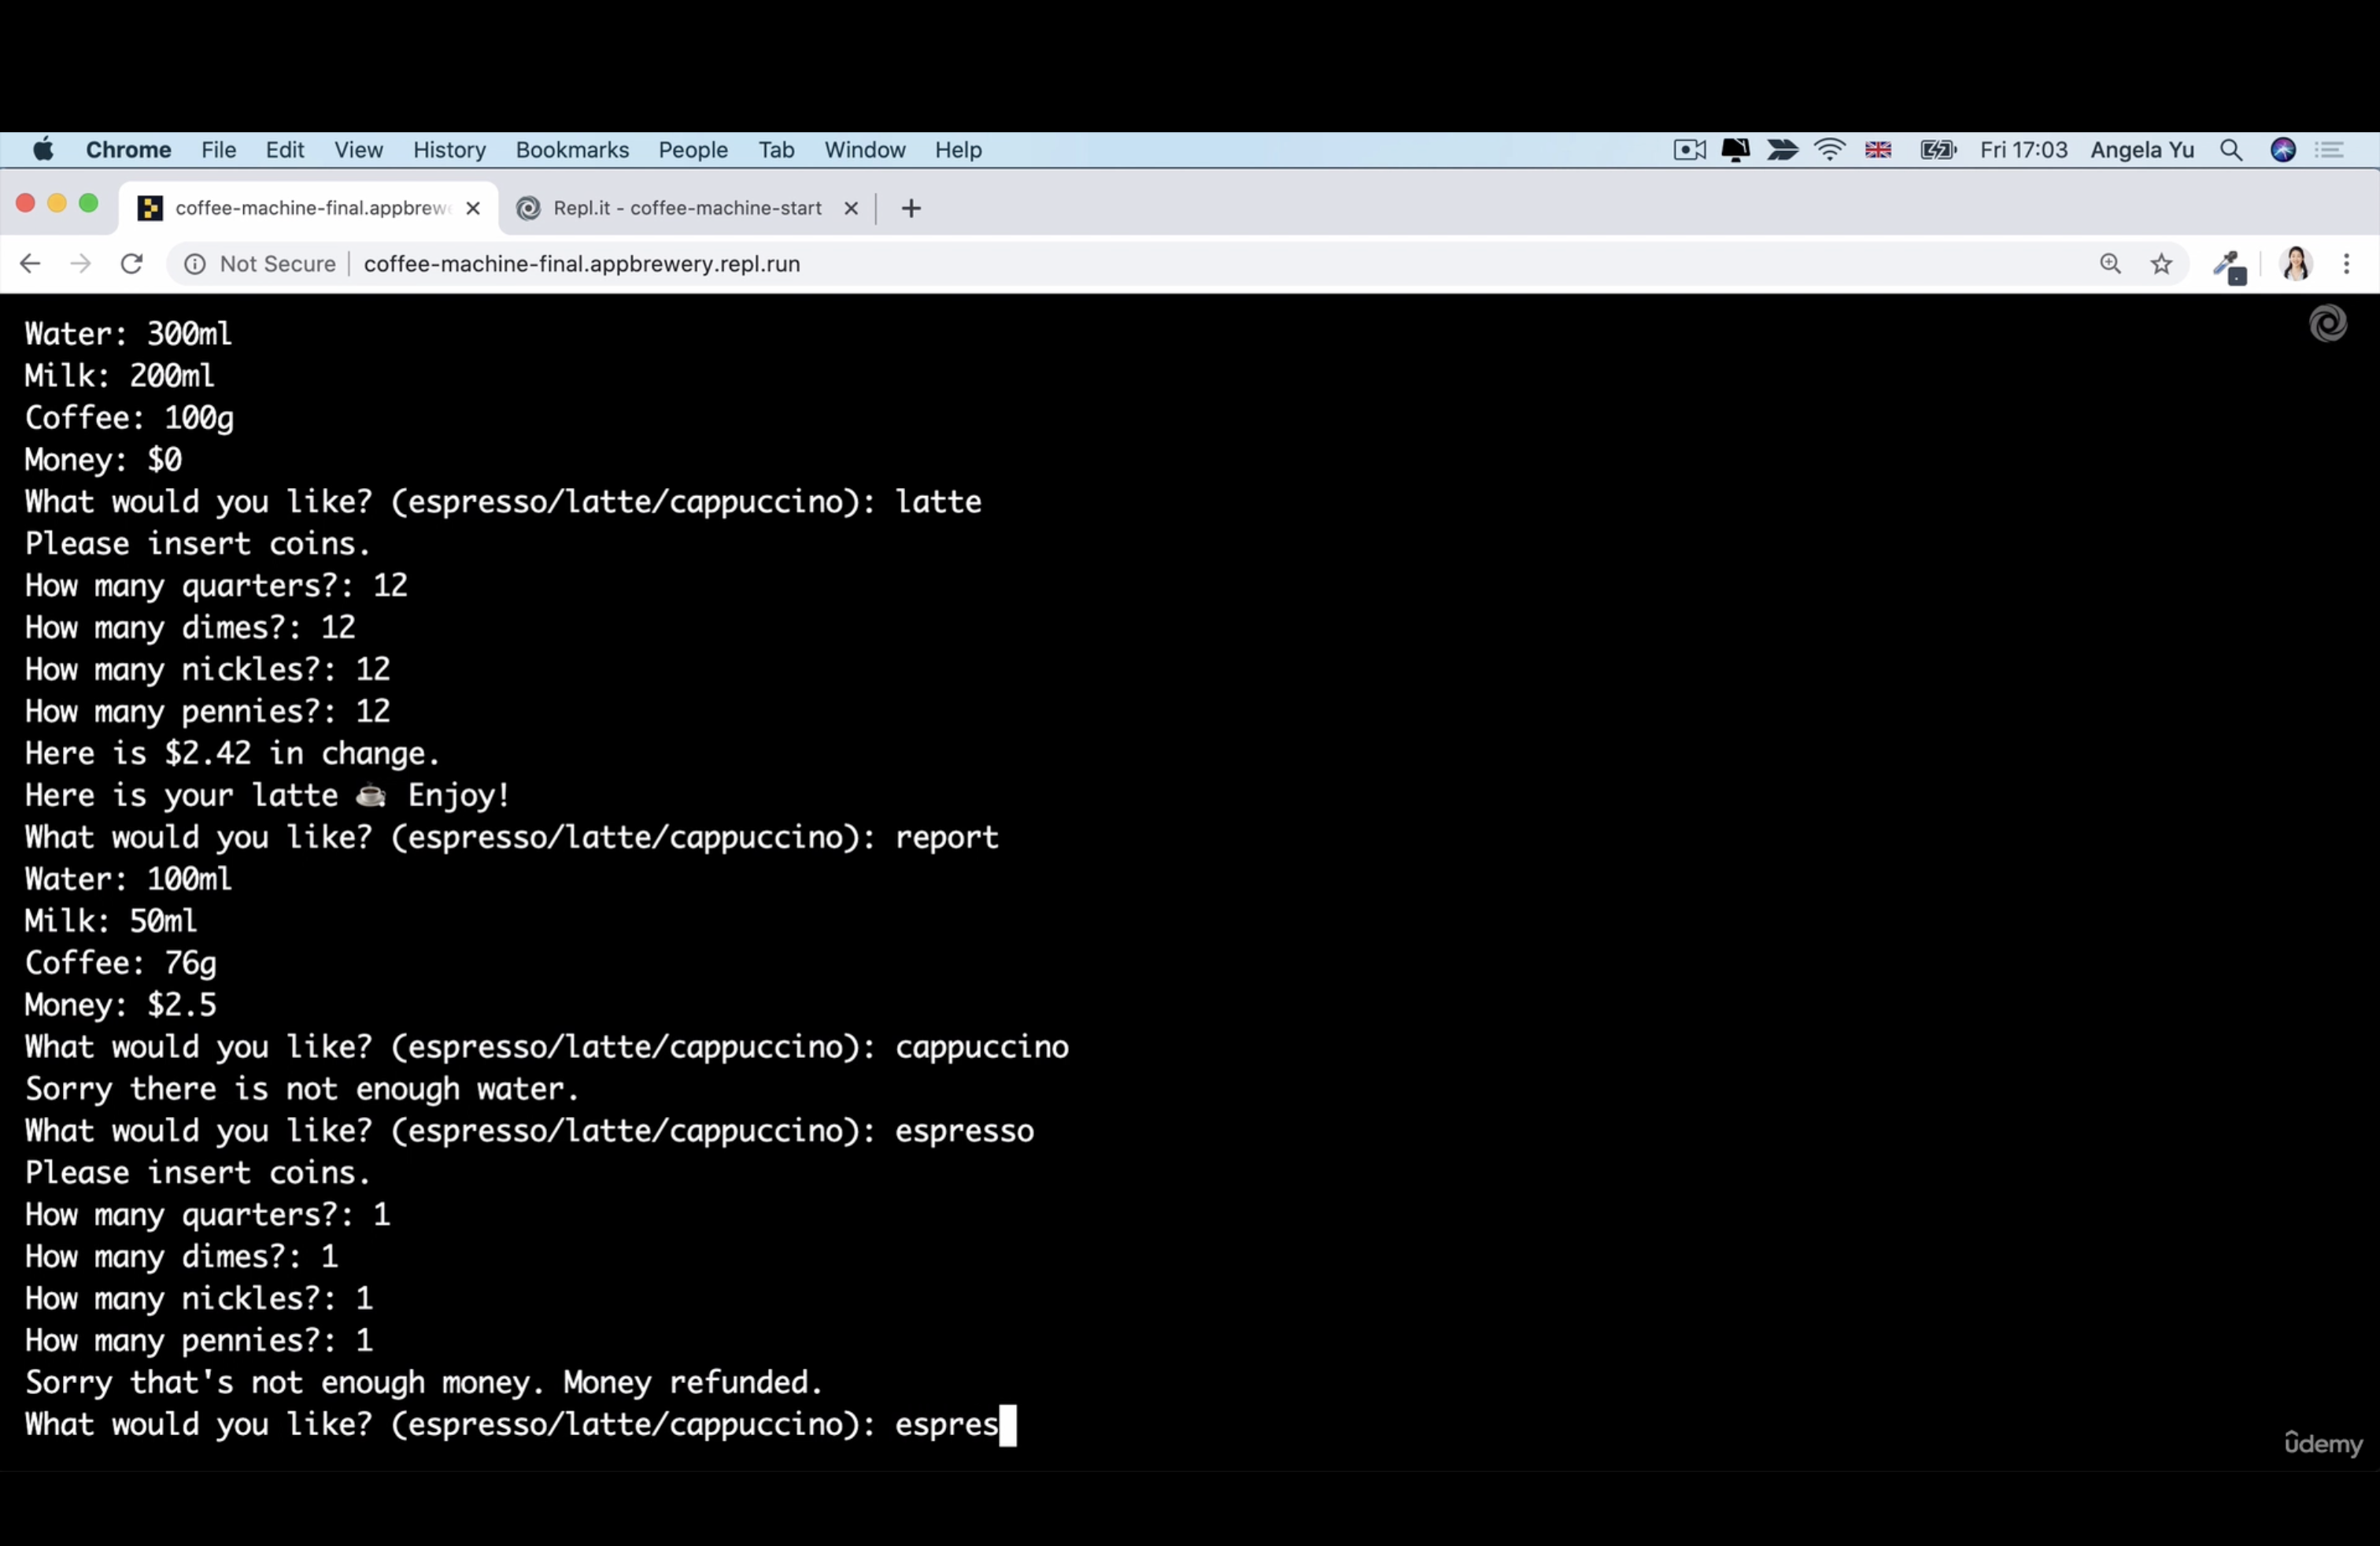 Chrome File Edit View History Bookmarks People Tab Window Help Fri 17:03 Angela Yu
coffee-machine-final.appbrew Repl.it - coffee-machine-start
Not Secure coffee-machine-final.appbrewery.repl.run
Water: 300ml
Milk: 200ml
Coffee: 100g
Money: $0
What would you like? (espresso/latte/cappuccino): latte
Please insert coins.
How many quarters?: 12
How many dimes?: 12
How many nickles?: 12
How many pennies?: 12
Here is $2.42 in change.
Here is your latte ☕ Enjoy!
What would you like? (espresso/latte/cappuccino): report
Water: 100ml
Milk: 50ml
Coffee: 76g
Money: $2.5
What would you like? (espresso/latte/cappuccino): cappuccino
Sorry there is not enough water.
What would you like? (espresso/latte/cappuccino): espresso
Please insert coins.
How many quarters?: 1
How many dimes?: 1
How many nickles?: 1
How many pennies?: 1
Sorry that's not enough money. Money refunded.
What would you like? (espresso/latte/cappuccino): espres
ûdemy